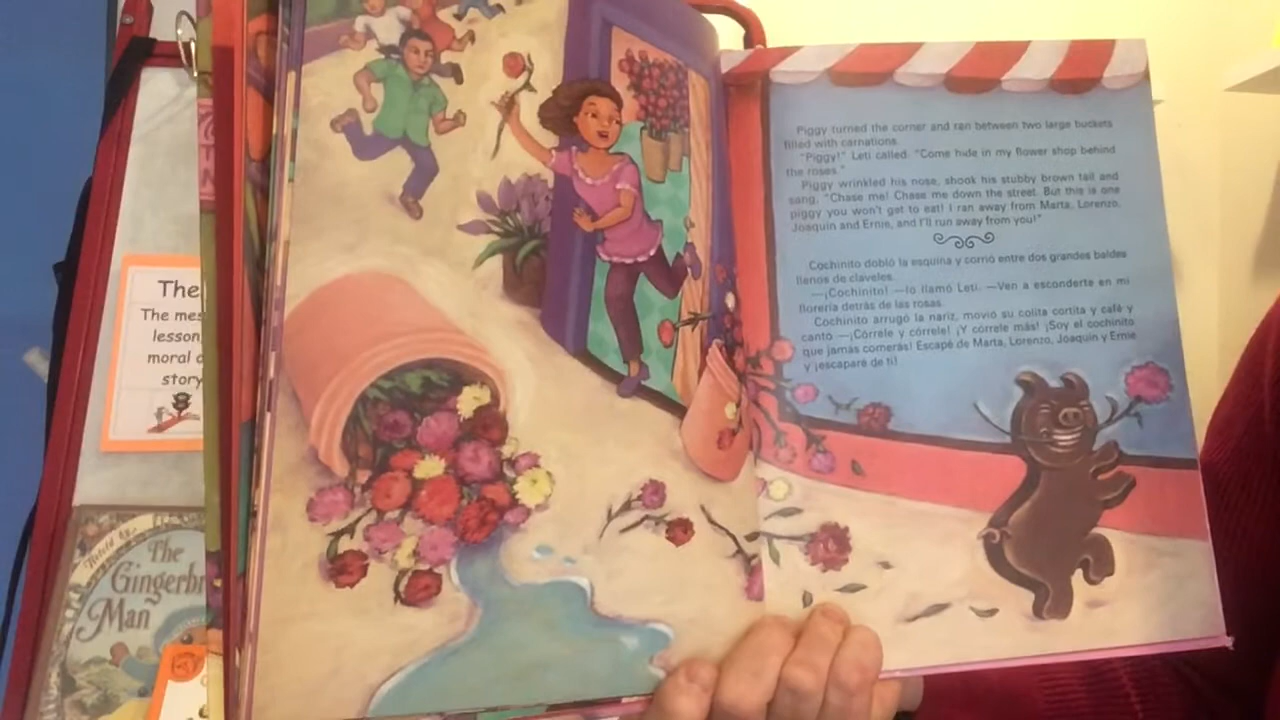 The
The mes
lesson,
moral o
story
Retold by
The
Gingerbr
Man
Piggy turned the corner and ran between two large buckets
filled with carnations.
"Piggy!" Leti called. "Come hide in my flower shop behind
the roses."
Piggy wrinkled his nose, shook his stubby brown tail and
sang, "Chase me! Chase me down the street. But this is one
piggy you won't get to eat! I ran away from Marta, Lorenzo,
Joaquín and Ernie, and I'll run away from you!"
Cochinito dobló la esquina y corrió entre dos grandes baldes
llenos de claveles.
—¡Cochinito! —lo llamó Leti. —Ven a esconderte en mi
florería detrás de las rosas.
Cochinito arrugó la nariz, movió su colita cortita y café y
cantó —¡Córrele y córrele! ¡Y córrele más! ¡Soy el cochinito
que jamás comerás! Escapé de Marta, Lorenzo, Joaquín y Ernie
y ¡escaparé de ti!